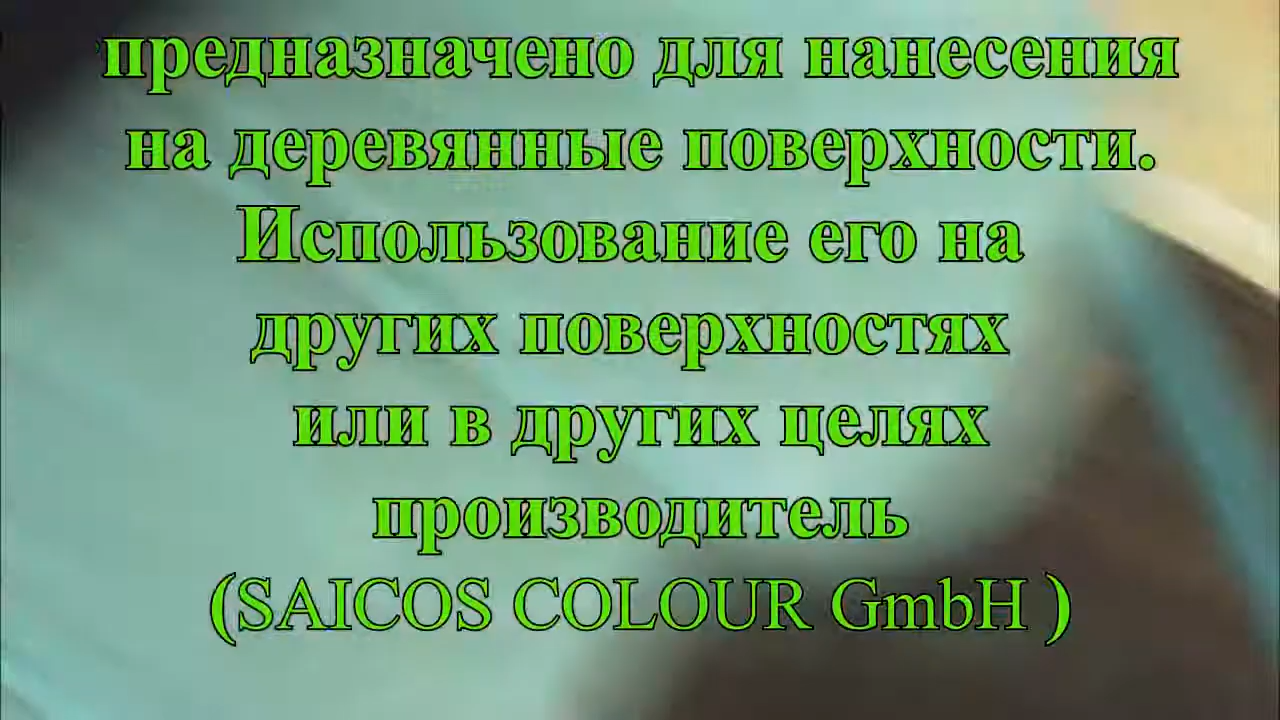 предназначено для нанесения
на деревянные поверхности.
Использование его на
других поверхностях
или в других целях
производитель
(SAICOS COLOUR GmbH )